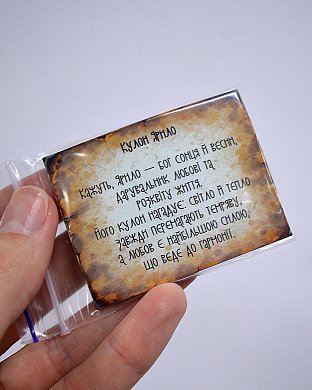 Кулон Ярило
Кажуть, Ярило — бог сонця й весни,
дарувальник любові та
розквіту життя.
Його кулон нагадує: світло й тепло
завжди перемагають темряву,
а любов є найбільшою силою,
що веде до гармонії.